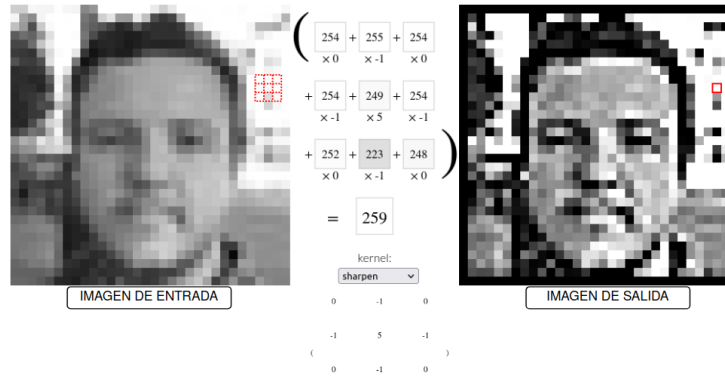 ( 254 + 255 + 254
×0 ×-1 ×0
+ 254 + 249 + 254
×-1 ×5 ×-1
+ 252 + 223 + 248 )
×0 ×-1 ×0
= 259
kernel:
sharpen
IMAGEN DE ENTRADA
IMAGEN DE SALIDA
0 -1 0
-1 5 -1
( )
0 -1 0